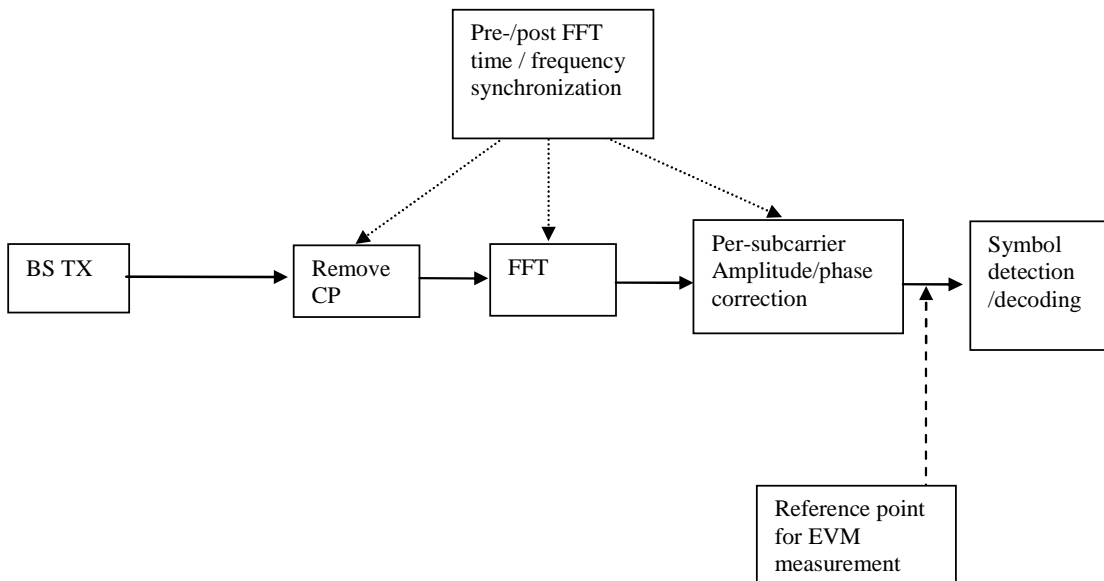 Pre-/post FFT
time / frequency
synchronization
BS TX
Remove
CP
FFT
Per-subcarrier
Amplitude/phase
correction
Symbol
detection
/decoding
Reference point
for EVM
measurement